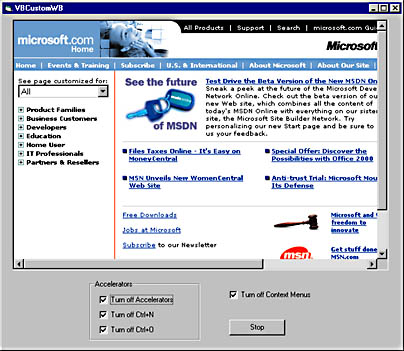 VBCustomWB
All Products | Support | Search | microsoft.com Gui
microsoft.com
Home
Microsof
Home | Events & Training | Subscribe | U.S. & International | About Microsoft | About Our Site |
See page customized for:
All
Product Families
Business Customers
Developers
Education
Home User
IT Professionals
Partners & Resellers
See the future
of MSDN
Test Drive the Beta Version of the New MSDN On
Sneak a peek at the future of the Microsoft Devel
Network Online. Check out the beta version of our
new Web site, which combines all the content of
today's MSDN Online with everything on our sister
site, the Microsoft Site Builder Network. Try
personalizing our new Start page and be sure to
us your feedback.
Files Taxes Online - It's Easy on
MoneyCentral
Special Offer: Discover the
Possibilities with Office 2000
MSN Unveils New WomenCentral
Web Site
Anti-trust Trial: Microsoft Mou
Its Defense
Free Downloads
Jobs at Microsoft
Subscribe to our Newsletter
Microsoft and
freedom to
innovate
msn
Get stuff done
MSN.com
Accelerators
Turn off Accelerators
Turn off Ctrl+N
Turn off Ctrl+O
Turn off Context Menus
Stop